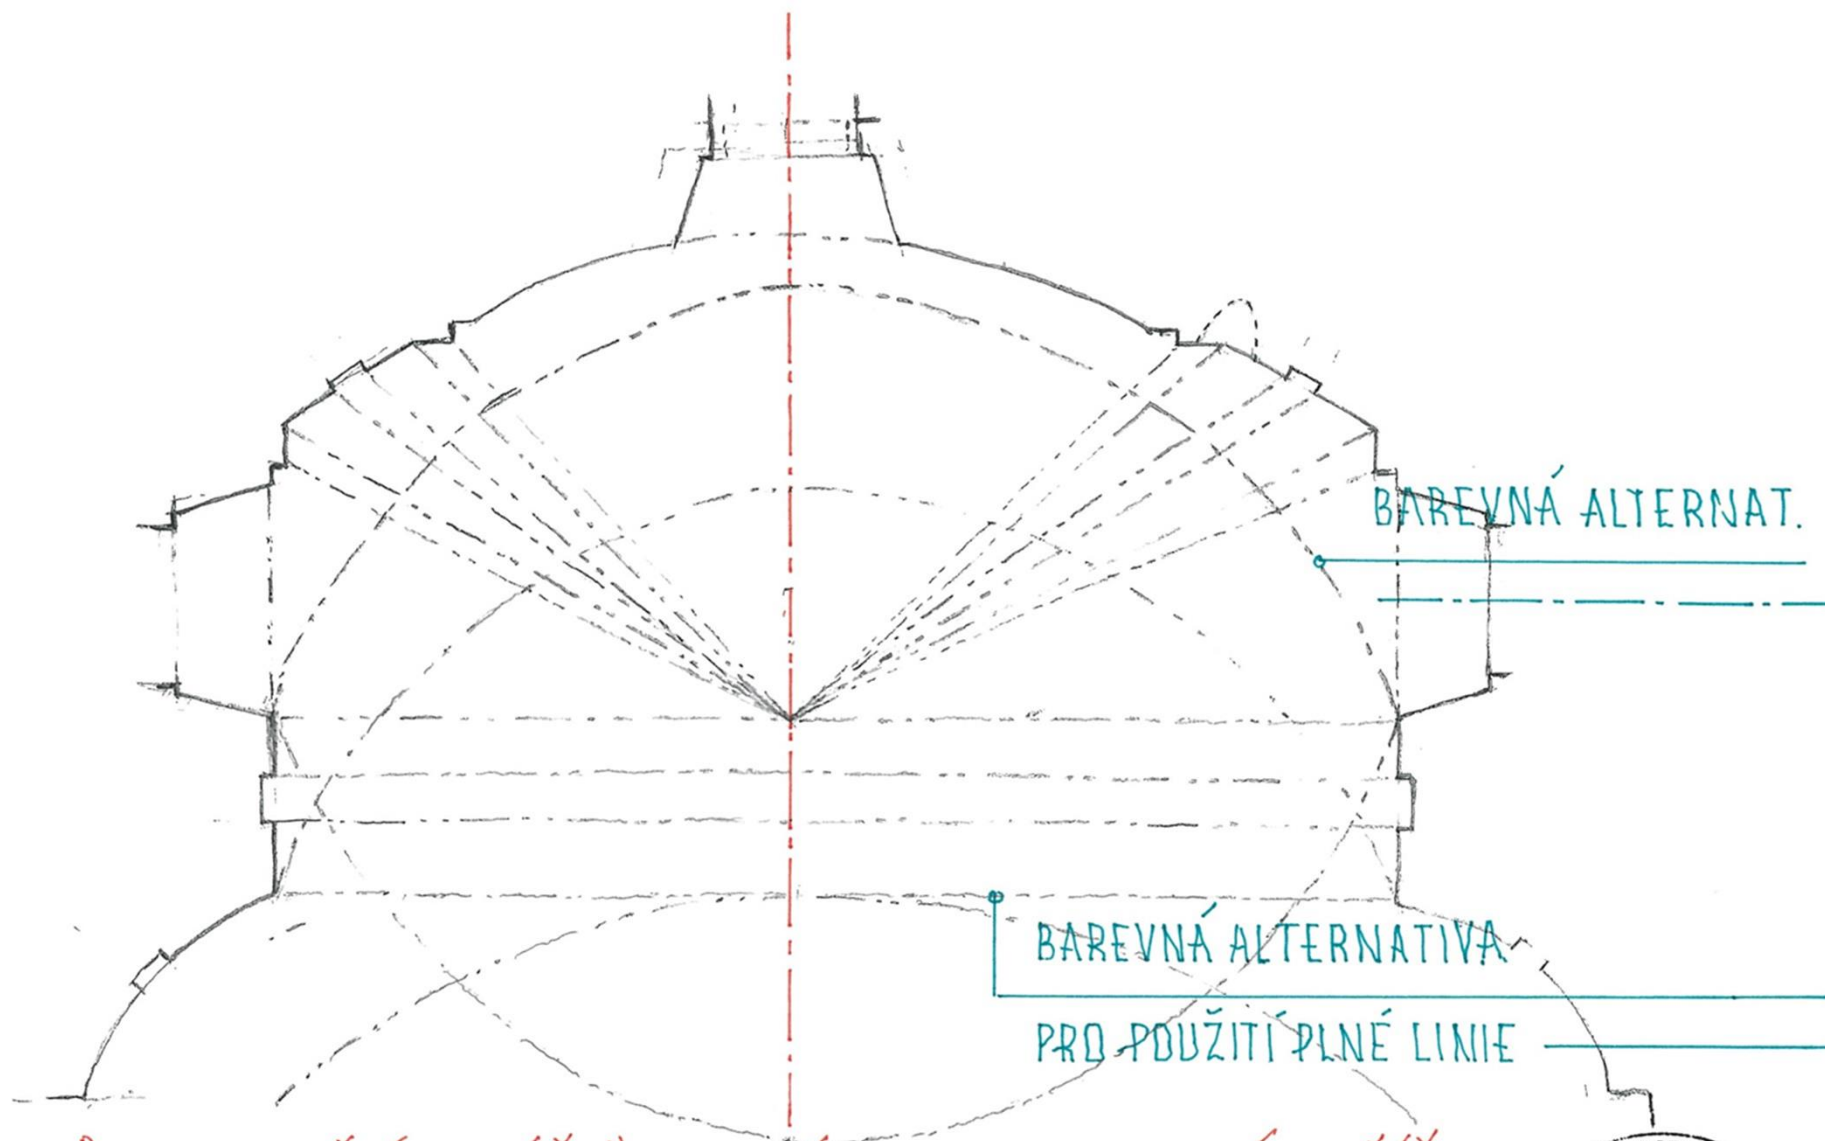 BAREVNÁ ALTERNAT.
BAREVNÁ ALTERNATIVA
PRO POUŽITÍ PLNÉ LINIE